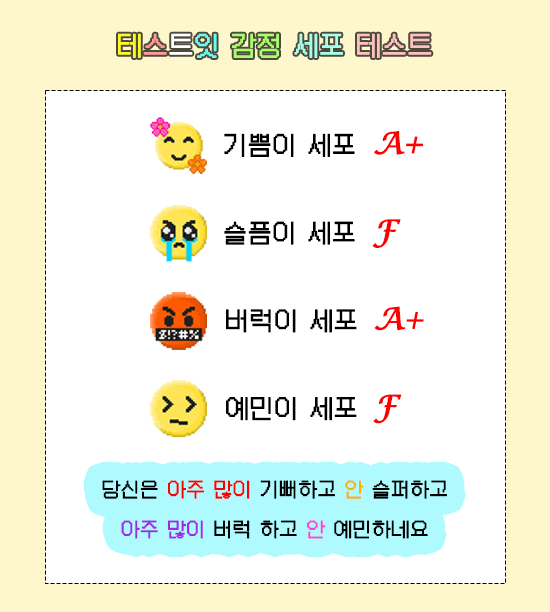 테스트잇 감정 세포 테스트
기쁨이 세포 A+
슬픔이 세포 F
버럭이 세포 A+
&!?#%
예민이 세포 F
당신은 아주 많이 기뻐하고 안 슬퍼하고
아주 많이 버럭 하고 안 예민하네요